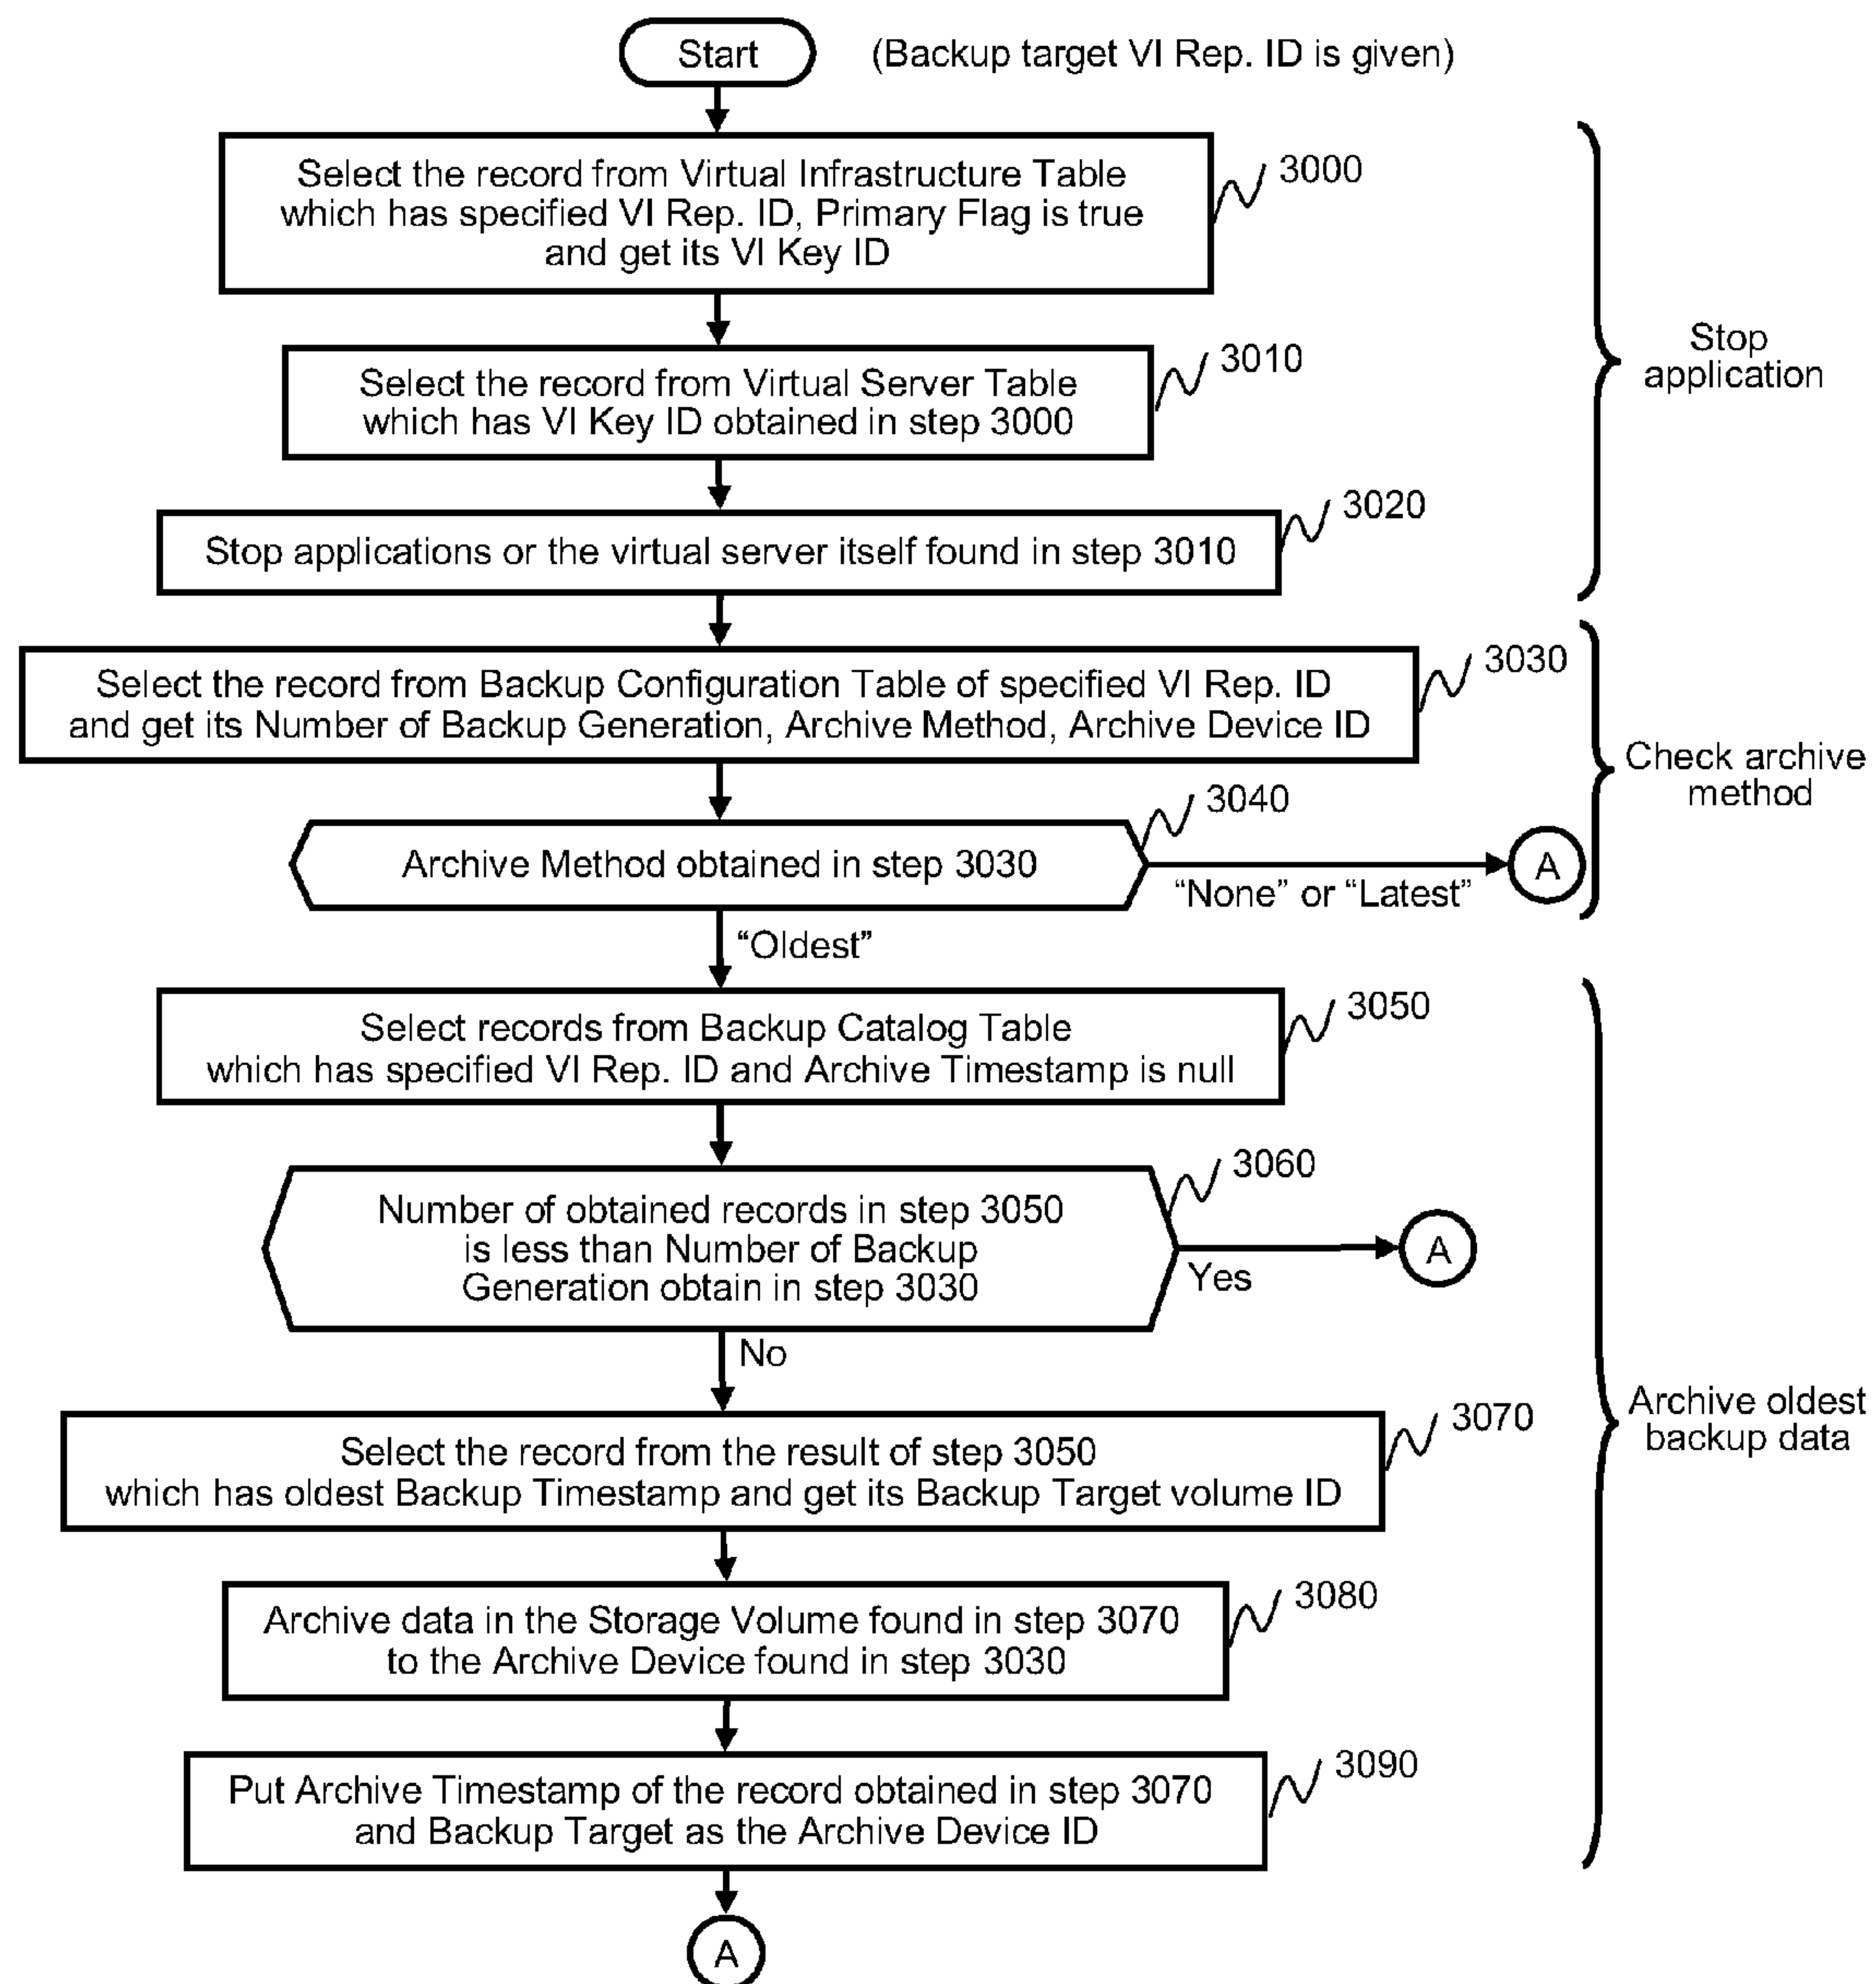 Start
(Backup target VI Rep. ID is given)
Select the record from Virtual Infrastructure Table
which has specified VI Rep. ID, Primary Flag is true
and get its VI Key ID
3000
Select the record from Virtual Server Table
which has VI Key ID obtained in step 3000
3010
Stop
application
Stop applications or the virtual server itself found in step 3010
3020
Select the record from Backup Configuration Table of specified VI Rep. ID
and get its Number of Backup Generation, Archive Method, Archive Device ID
3030
Check archive
method
Archive Method obtained in step 3030
3040
"None" or "Latest"
A
"Oldest"
Select records from Backup Catalog Table
which has specified VI Rep. ID and Archive Timestamp is null
3050
Number of obtained records in step 3050
is less than Number of Backup
Generation obtain in step 3030
3060
Yes
A
No
Select the record from the result of step 3050
which has oldest Backup Timestamp and get its Backup Target volume ID
3070
Archive oldest
backup data
Archive data in the Storage Volume found in step 3070
to the Archive Device found in step 3030
3080
Put Archive Timestamp of the record obtained in step 3070
and Backup Target as the Archive Device ID
3090
A